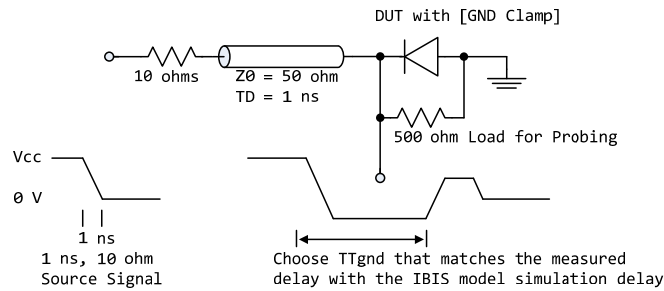 DUT with [GND Clamp]
10 ohms
Z0 = 50 ohm
TD = 1 ns
500 ohm Load for Probing
Vcc
0 V
1 ns
1 ns, 10 ohm
Source Signal
Choose TTgnd that matches the measured
delay with the IBIS model simulation delay